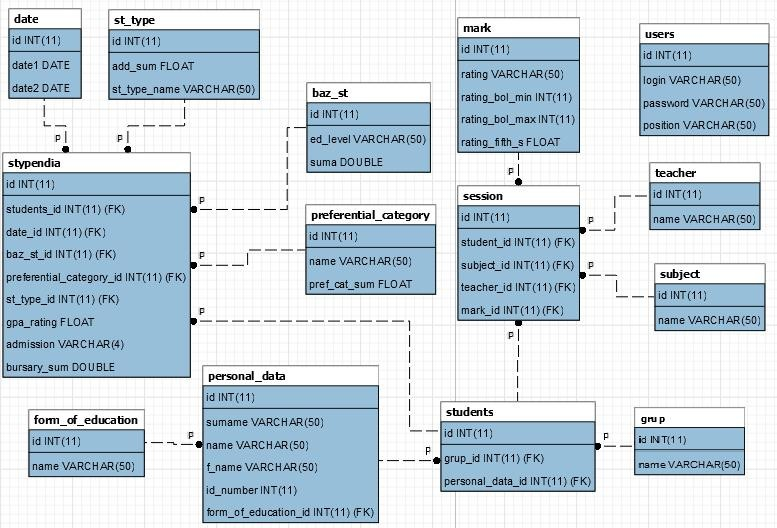 date
id INT(11)
date1 DATE
date2 DATE
st_type
id INT(11)
add_sum FLOAT
st_type_name VARCHAR(50)
mark
id INT(11)
rating VARCHAR(50)
rating_bol_min INT(11)
rating_bol_max INT(11)
rating_fifth_s FLOAT
users
id INT(11)
login VARCHAR(50)
password VARCHAR(50)
position VARCHAR(50)
baz_st
id INT(11)
ed_level VARCHAR(50)
suma DOUBLE
P
P
stypendia
id INT(11)
students_id INT(11) (FK)
date_id INT(11) (FK)
baz_st_id INT(11) (FK)
preferential_category_id INT(11) (FK)
st_type_id INT(11) (FK)
gpa_rating FLOAT
admission VARCHAR(4)
bursary_sum DOUBLE
P
P
P
preferential_category
id INT(11)
name VARCHAR(50)
pref_cat_sum FLOAT
P
session
id INT(11)
student_id INT(11) (FK)
subject_id INT(11) (FK)
teacher_id INT(11) (FK)
mark_id INT(11) (FK)
P
P
P
teacher
id INT(11)
name VARCHAR(50)
subject
id INT(11)
name VARCHAR(50)
form_of_education
id INT(11)
name VARCHAR(50)
P
personal_data
id INT(11)
surname VARCHAR(50)
name VARCHAR(50)
f_name VARCHAR(50)
id_number INT(11)
form_of_education_id INT(11) (FK)
P
students
id INT(11)
grup_id INT(11) (FK)
personal_data_id INT(11) (FK)
P
grup
id INT(11)
name VARCHAR(50)